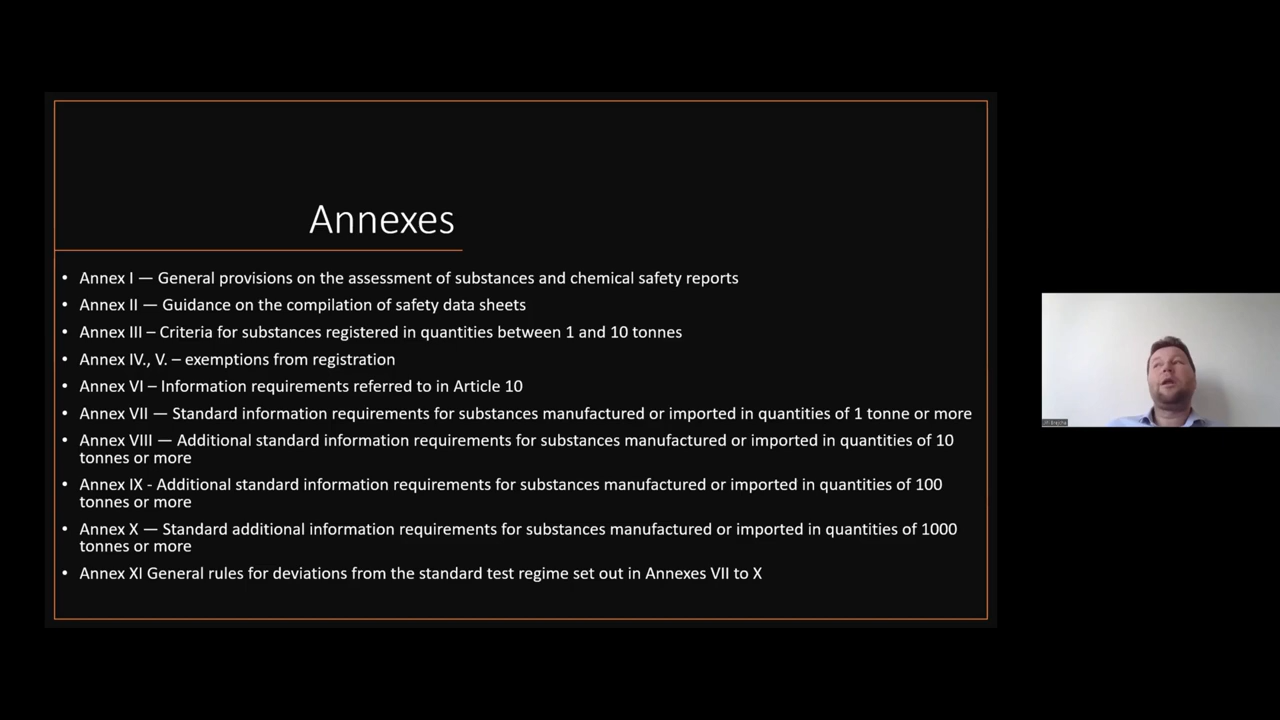 Annexes
• Annex I — General provisions on the assessment of substances and chemical safety reports
• Annex II — Guidance on the compilation of safety data sheets
• Annex III – Criteria for substances registered in quantities between 1 and 10 tonnes
• Annex IV., V. – exemptions from registration
• Annex VI – Information requirements referred to in Article 10
• Annex VII — Standard information requirements for substances manufactured or imported in quantities of 1 tonne or more
• Annex VIII — Additional standard information requirements for substances manufactured or imported in quantities of 10
tonnes or more
• Annex IX - Additional standard information requirements for substances manufactured or imported in quantities of 100
tonnes or more
• Annex X — Standard additional information requirements for substances manufactured or imported in quantities of 1000
tonnes or more
• Annex XI General rules for deviations from the standard test regime set out in Annexes VII to X